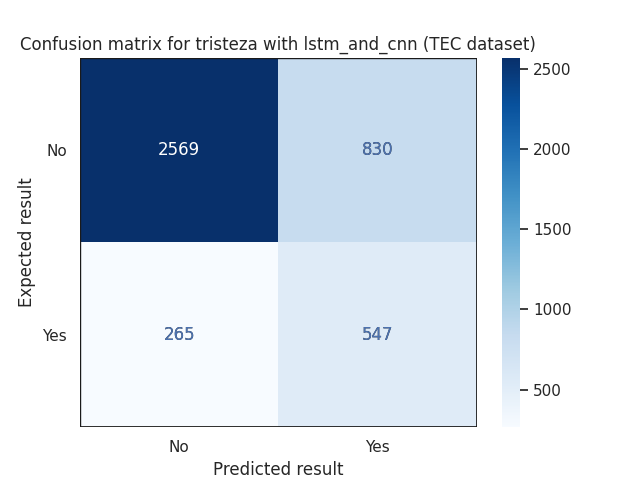 Confusion matrix for tristeza with lstm_and_cnn (TEC dataset)
Expected result
No
2569
830
Yes
265
547
No
Yes
Predicted result
2500
2000
1500
1000
500